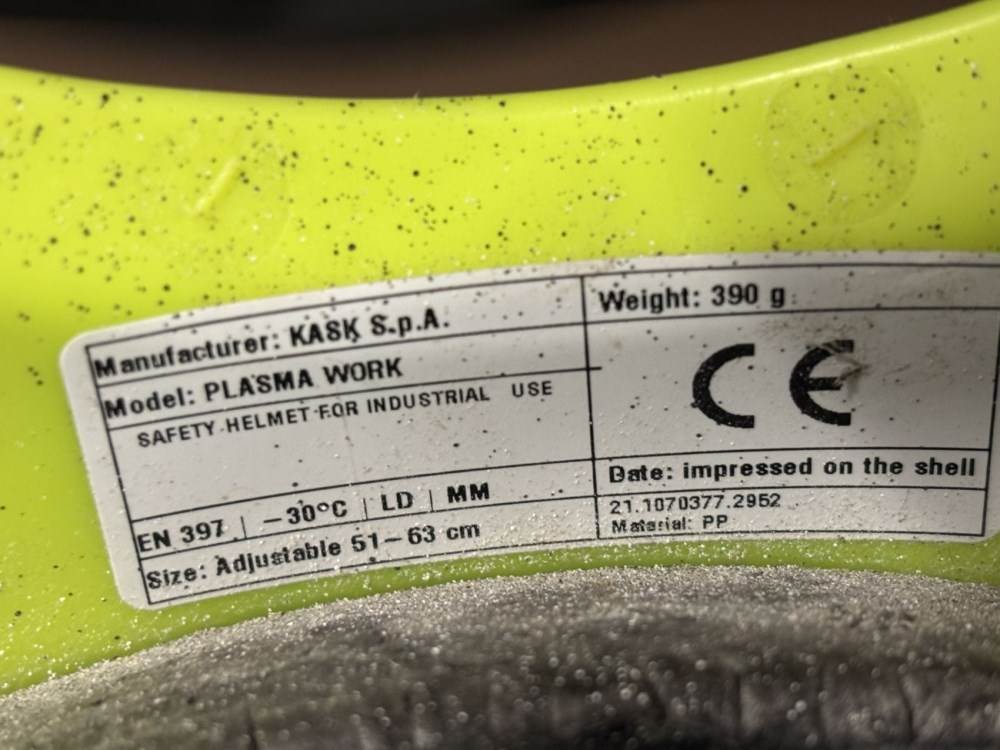 Manufacturer: KASK S.p.A.
Model: PLASMA WORK
SAFETY HELMET FOR INDUSTRIAL USE
EN 397 | -30°C | LD | MM
Size: Adjustable 51-63 cm
Weight: 390 g
CE
Date: impressed on the shell
21.1070377.2952
Material: PP